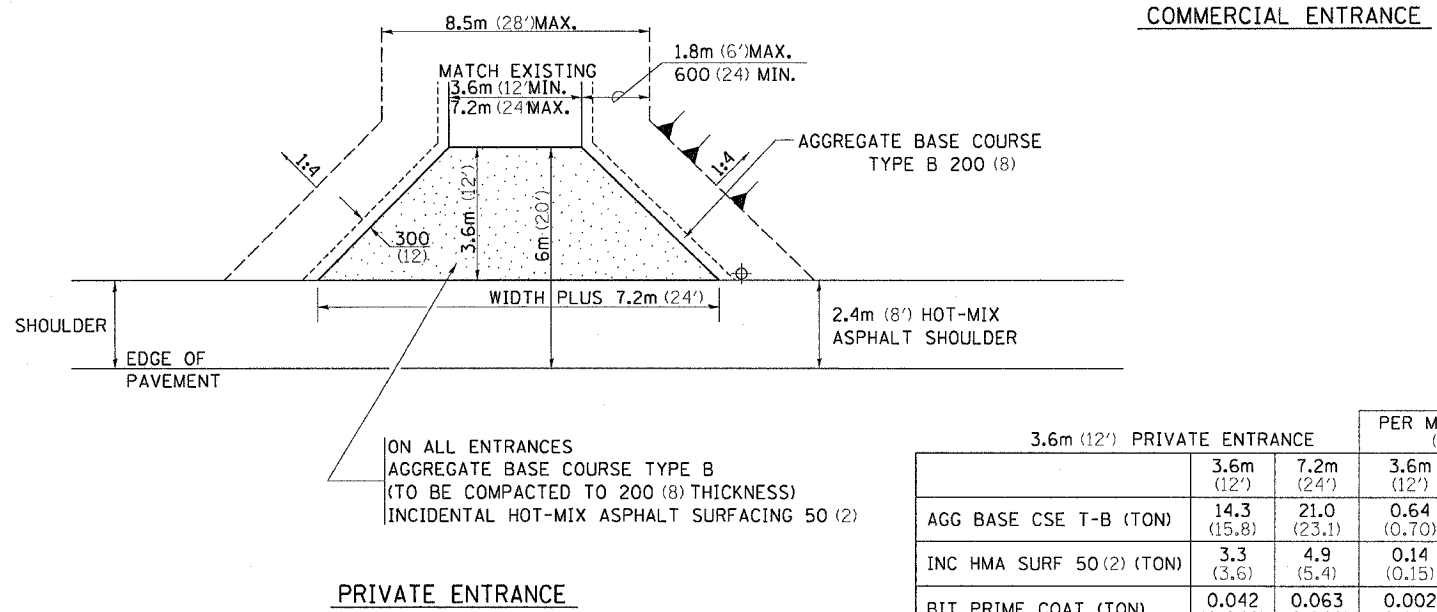 COMMERCIAL ENTRANCE
8.5m (28')MAX.
1.8m (6')MAX.
600 (24) MIN.
MATCH EXISTING
3.6m (12'MIN.
7.2m (24'MAX.
AGGREGATE BASE COURSE
TYPE B 200 (8)
1:4
1:4
300
(12)
3.6m (12')
6m (20')
WIDTH PLUS 7.2m (24')
SHOULDER
2.4m (8') HOT-MIX
ASPHALT SHOULDER
EDGE OF
PAVEMENT
ON ALL ENTRANCES
AGGREGATE BASE COURSE TYPE B
(TO BE COMPACTED TO 200 (8) THICKNESS)
INCIDENTAL HOT-MIX ASPHALT SURFACING 50 (2)
PRIVATE ENTRANCE
3.6m (12') PRIVATE ENTRANCE
PER M
(
3.6m 7.2m 3.6m
(12') (24') (12')
AGG BASE CSE T-B (TON) 14.3 21.0 0.64
(15.8) (23.1) (0.70)
INC HMA SURF 50(2) (TON) 3.3 4.9 0.14
(3.6) (5.4) (0.15)
BIT PRIME COAT (TON) 0.042 0.063 0.002